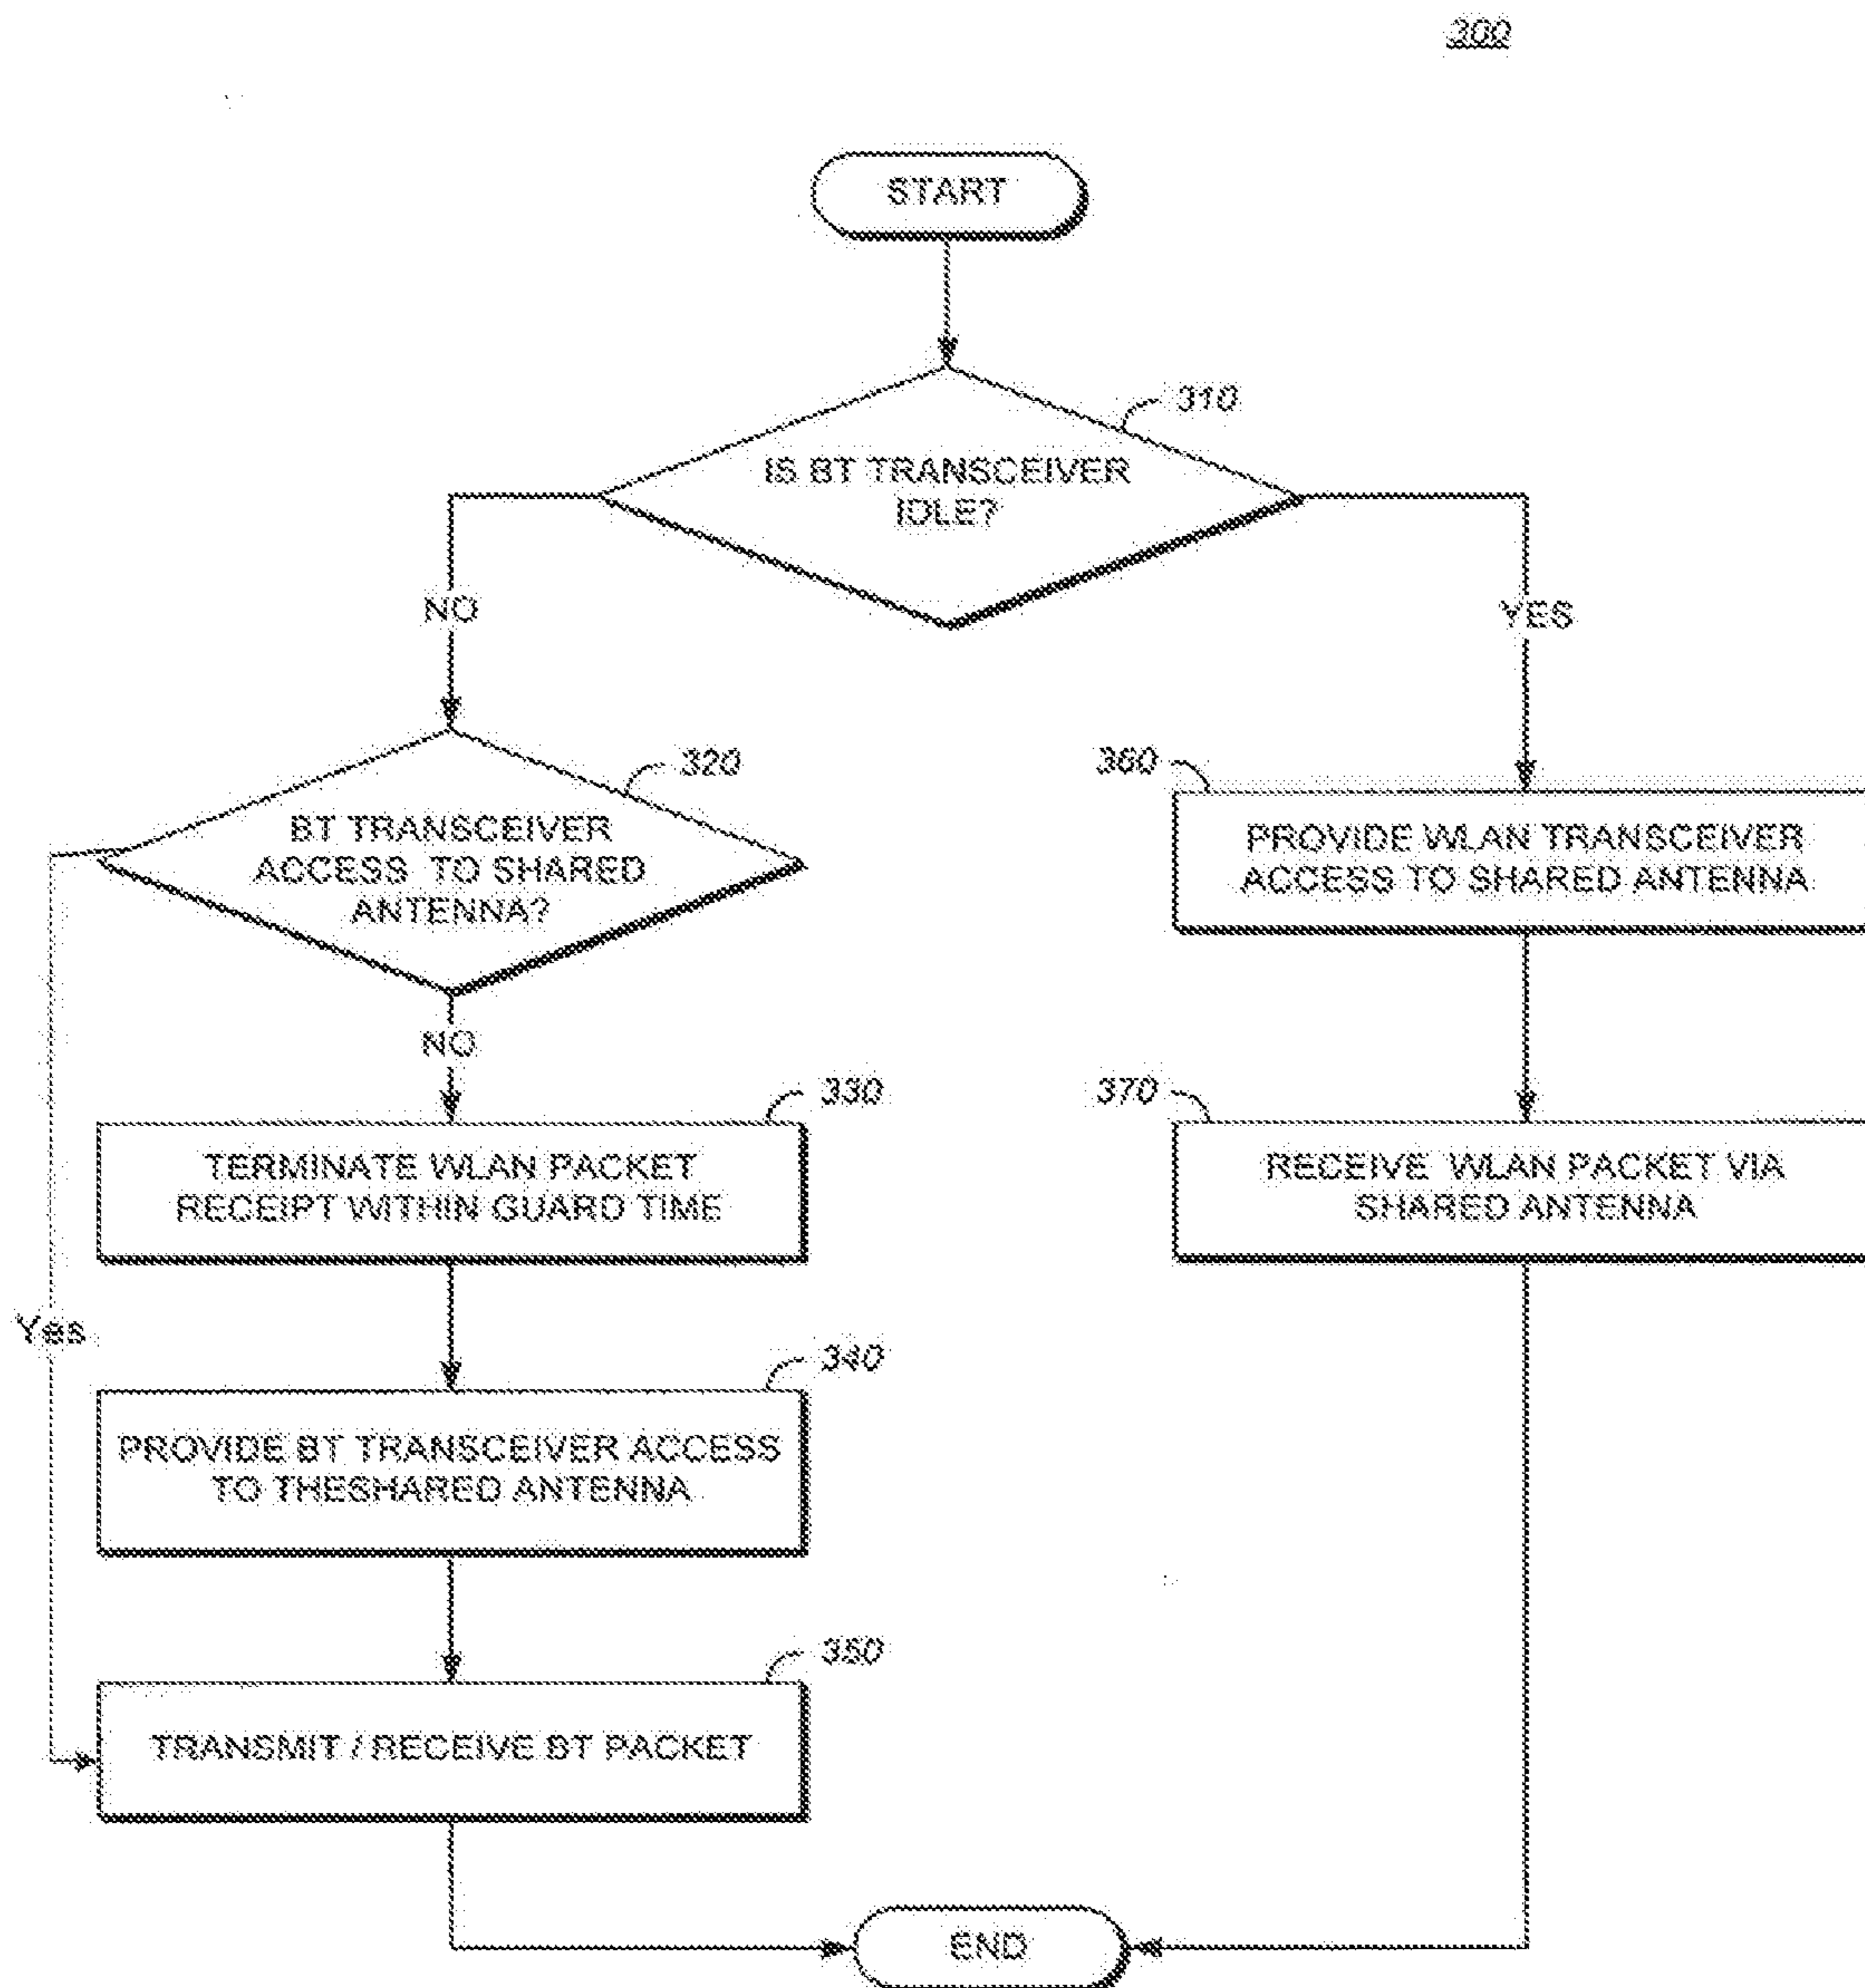 300
START
310
IS BT TRANSCEIVER
IDLE?
NO
YES
320
BT TRANSCEIVER
ACCESS TO SHARED
ANTENNA?
360
PROVIDE WLAN TRANSCEIVER
ACCESS TO SHARED ANTENNA
NO
330
TERMINATE WLAN PACKET
RECEIPT WITHIN GUARD TIME
370
RECEIVE WLAN PACKET VIA
SHARED ANTENNA
Yes
340
PROVIDE BT TRANSCEIVER ACCESS
TO THESHARED ANTENNA
350
TRANSMIT / RECEIVE BT PACKET
END